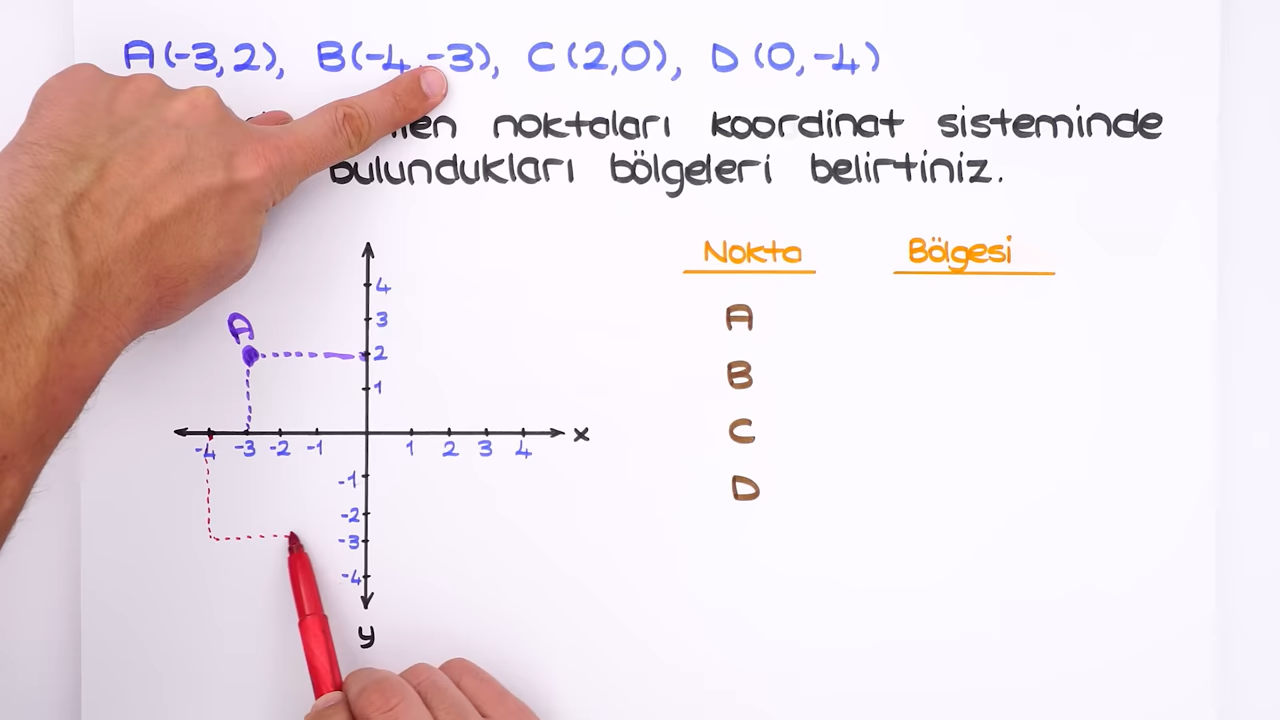 A(-3,2), B(-4,-3), C(2,0), D(0,-4)
noktaları koordinat sisteminde
bulundukları bölgeleri belirtiniz.
Nokta Bölgesi
4
3
A
2
1
-4 -3 -2 -1 1 2 3 4 x
-1
-2
-3
-4
y
A
B
C
D